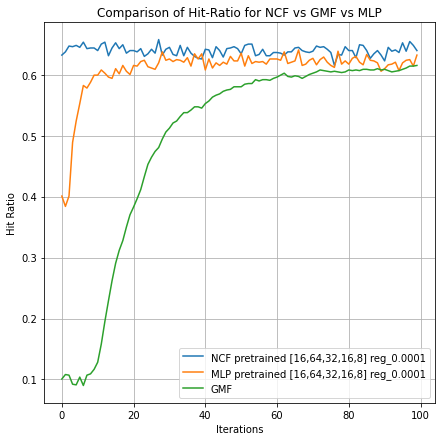 Comparison of Hit-Ratio for NCF vs GMF vs MLP
Hit Ratio
0.6
0.5
0.4
0.3
0.2
0.1
NCF pretrained [16,64,32,16,8] reg_0.0001
MLP pretrained [16,64,32,16,8] reg_0.0001
GMF
0 20 40 60 80 100
Iterations